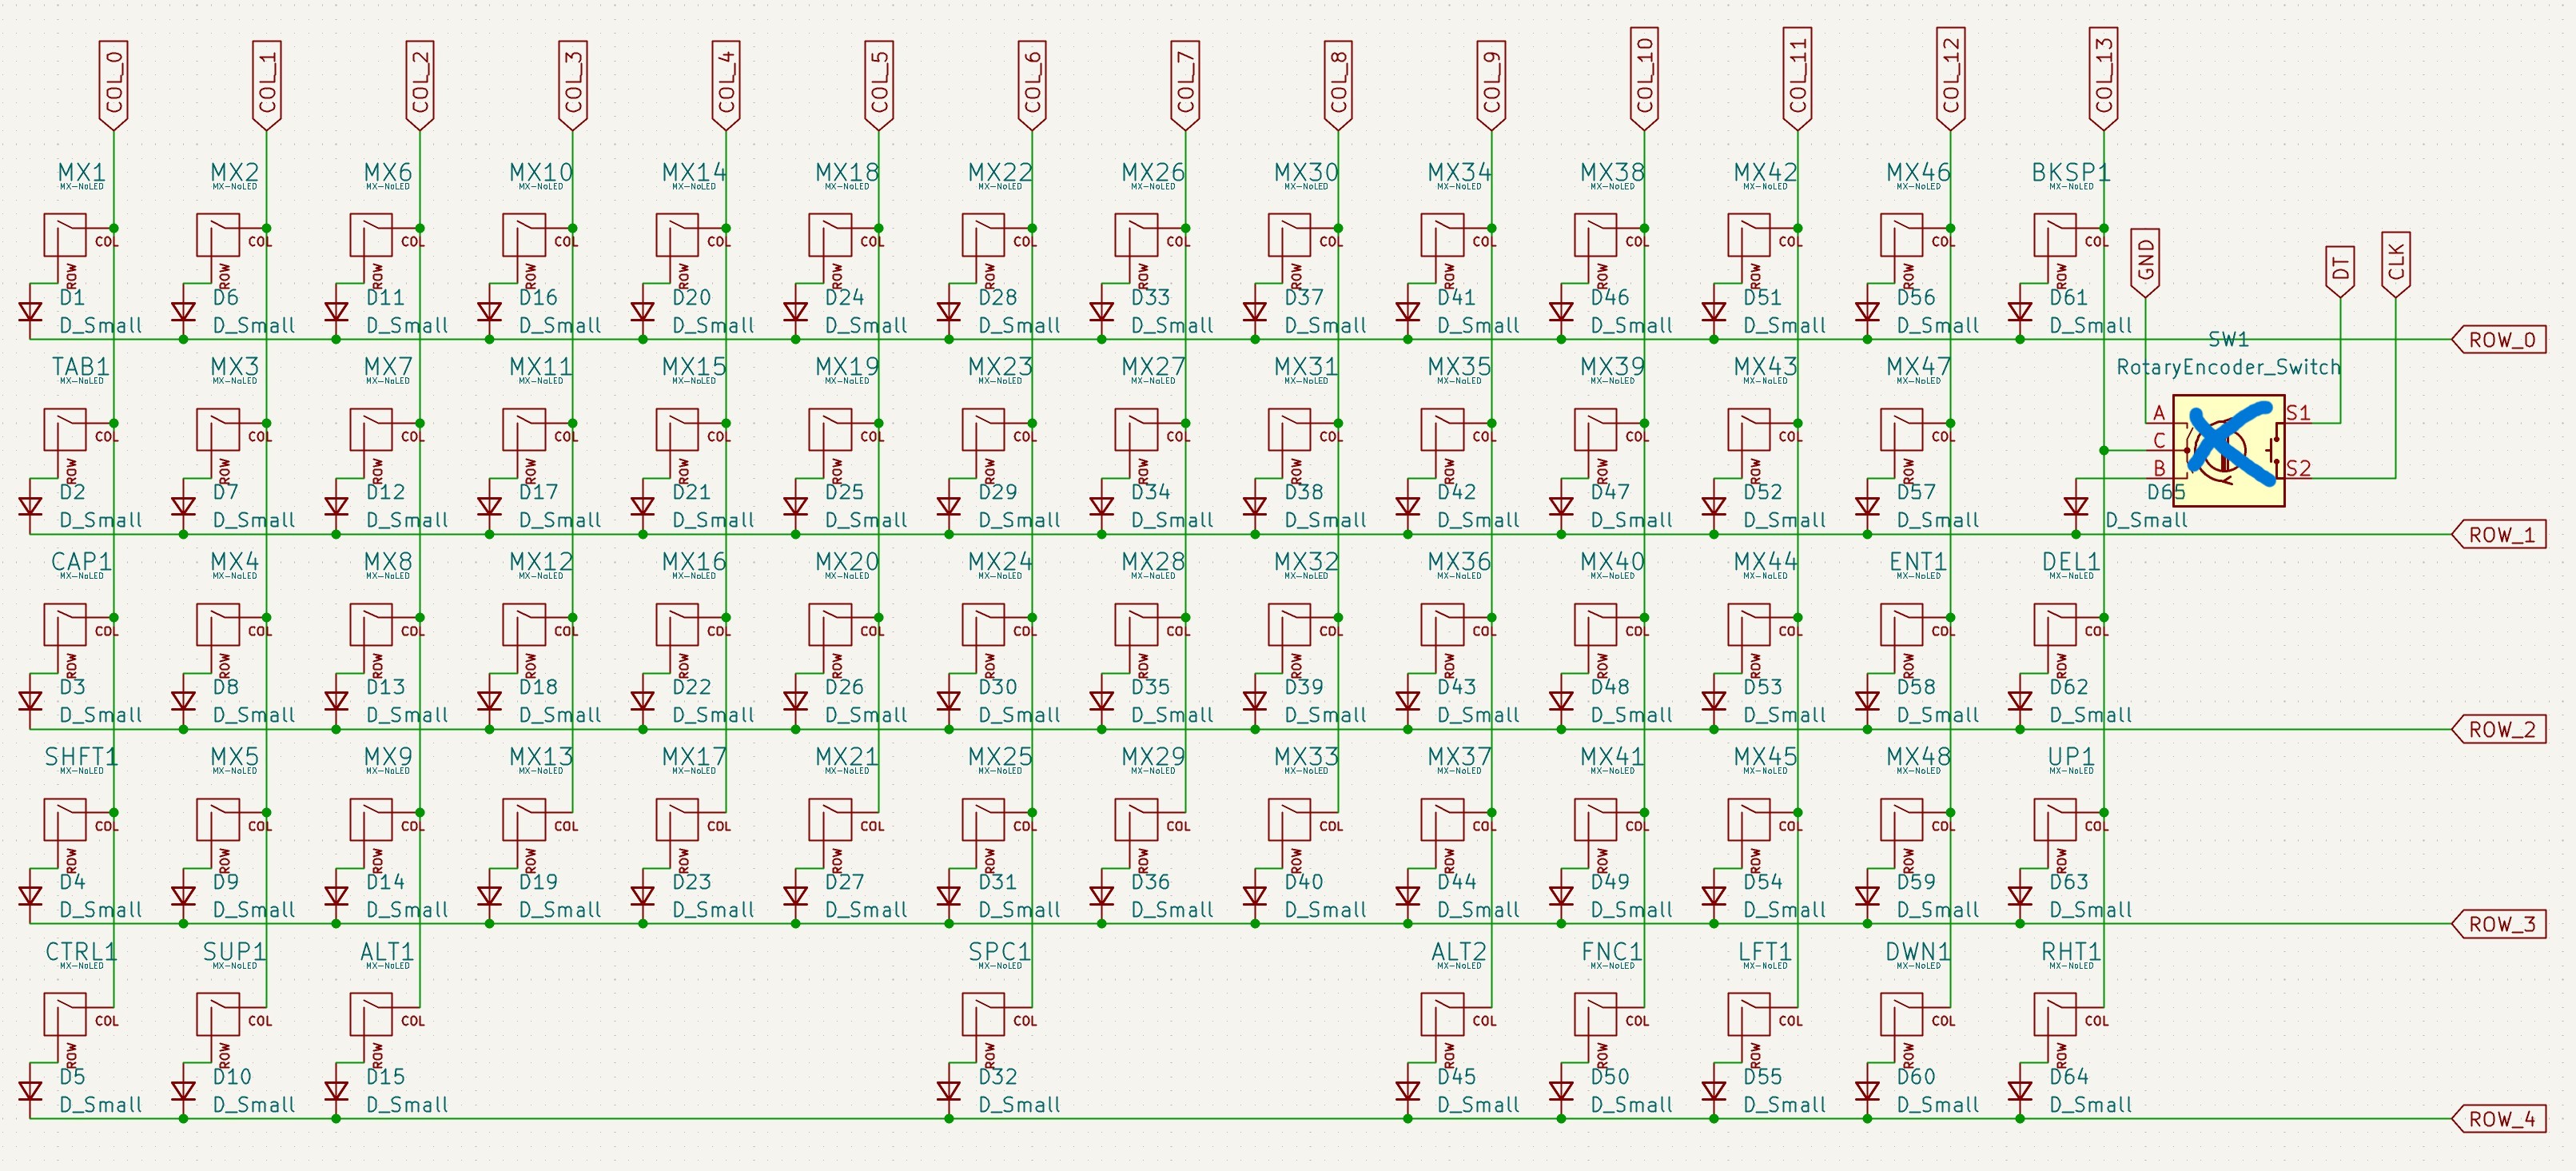 COL_0 COL_1 COL_2 COL_3 COL_4 COL_5 COL_6 COL_7 COL_8 COL_9 COL_10 COL_11 COL_12 COL_13
MX1 MX2 MX6 MX10 MX14 MX18 MX22 MX26 MX30 MX34 MX38 MX42 MX46 BKSP1
MX-NoLED MX-NoLED MX-NoLED MX-NoLED MX-NoLED MX-NoLED MX-NoLED MX-NoLED MX-NoLED MX-NoLED MX-NoLED MX-NoLED MX-NoLED MX-NoLED
COL COL COL COL COL COL COL COL COL COL COL COL COL COL GND DT CLK
ROW ROW ROW ROW ROW ROW ROW ROW ROW ROW ROW ROW ROW ROW
D1 D6 D11 D16 D20 D24 D28 D33 D37 D41 D46 D51 D56 D61
D_Small D_Small D_Small D_Small D_Small D_Small D_Small D_Small D_Small D_Small D_Small D_Small D_Small D_Small
SW1 ROW_0
TAB1 MX3 MX7 MX11 MX15 MX19 MX23 MX27 MX31 MX35 MX39 MX43 MX47 RotaryEncoder_Switch
MX-NoLED MX-NoLED MX-NoLED MX-NoLED MX-NoLED MX-NoLED MX-NoLED MX-NoLED MX-NoLED MX-NoLED MX-NoLED MX-NoLED MX-NoLED
A S1
COL COL COL COL COL COL COL COL COL COL COL COL COL C
ROW ROW ROW ROW ROW ROW ROW ROW ROW ROW ROW ROW ROW B S2
D2 D7 D12 D17 D21 D25 D29 D34 D38 D42 D47 D52 D57 D65
D_Small D_Small D_Small D_Small D_Small D_Small D_Small D_Small D_Small D_Small D_Small D_Small D_Small D_Small
ROW_1
CAP1 MX4 MX8 MX12 MX16 MX20 MX24 MX28 MX32 MX36 MX40 MX44 ENT1 DEL1
MX-NoLED MX-NoLED MX-NoLED MX-NoLED MX-NoLED MX-NoLED MX-NoLED MX-NoLED MX-NoLED MX-NoLED MX-NoLED MX-NoLED MX-NoLED MX-NoLED
COL COL COL COL COL COL COL COL COL COL COL COL COL COL
ROW ROW ROW ROW ROW ROW ROW ROW ROW ROW ROW ROW ROW ROW
D3 D8 D13 D18 D22 D26 D30 D35 D39 D43 D48 D53 D58 D62
D_Small D_Small D_Small D_Small D_Small D_Small D_Small D_Small D_Small D_Small D_Small D_Small D_Small D_Small
ROW_2
SHFT1 MX5 MX9 MX13 MX17 MX21 MX25 MX29 MX33 MX37 MX41 MX45 MX48 UP1
MX-NoLED MX-NoLED MX-NoLED MX-NoLED MX-NoLED MX-NoLED MX-NoLED MX-NoLED MX-NoLED MX-NoLED MX-NoLED MX-NoLED MX-NoLED MX-NoLED
COL COL COL COL COL COL COL COL COL COL COL COL COL COL
ROW ROW ROW ROW ROW ROW ROW ROW ROW ROW ROW ROW ROW ROW
D4 D9 D14 D19 D23 D27 D31 D36 D40 D44 D49 D54 D59 D63
D_Small D_Small D_Small D_Small D_Small D_Small D_Small D_Small D_Small D_Small D_Small D_Small D_Small D_Small
ROW_3
CTRL1 SUP1 ALT1 SPC1 ALT2 FNC1 LFT1 DWN1 RHT1
MX-NoLED MX-NoLED MX-NoLED MX-NoLED MX-NoLED MX-NoLED MX-NoLED MX-NoLED MX-NoLED
COL COL COL COL COL COL COL COL COL
ROW ROW ROW ROW ROW ROW ROW ROW ROW
D5 D10 D15 D32 D45 D50 D55 D60 D64
D_Small D_Small D_Small D_Small D_Small D_Small D_Small D_Small D_Small
ROW_4